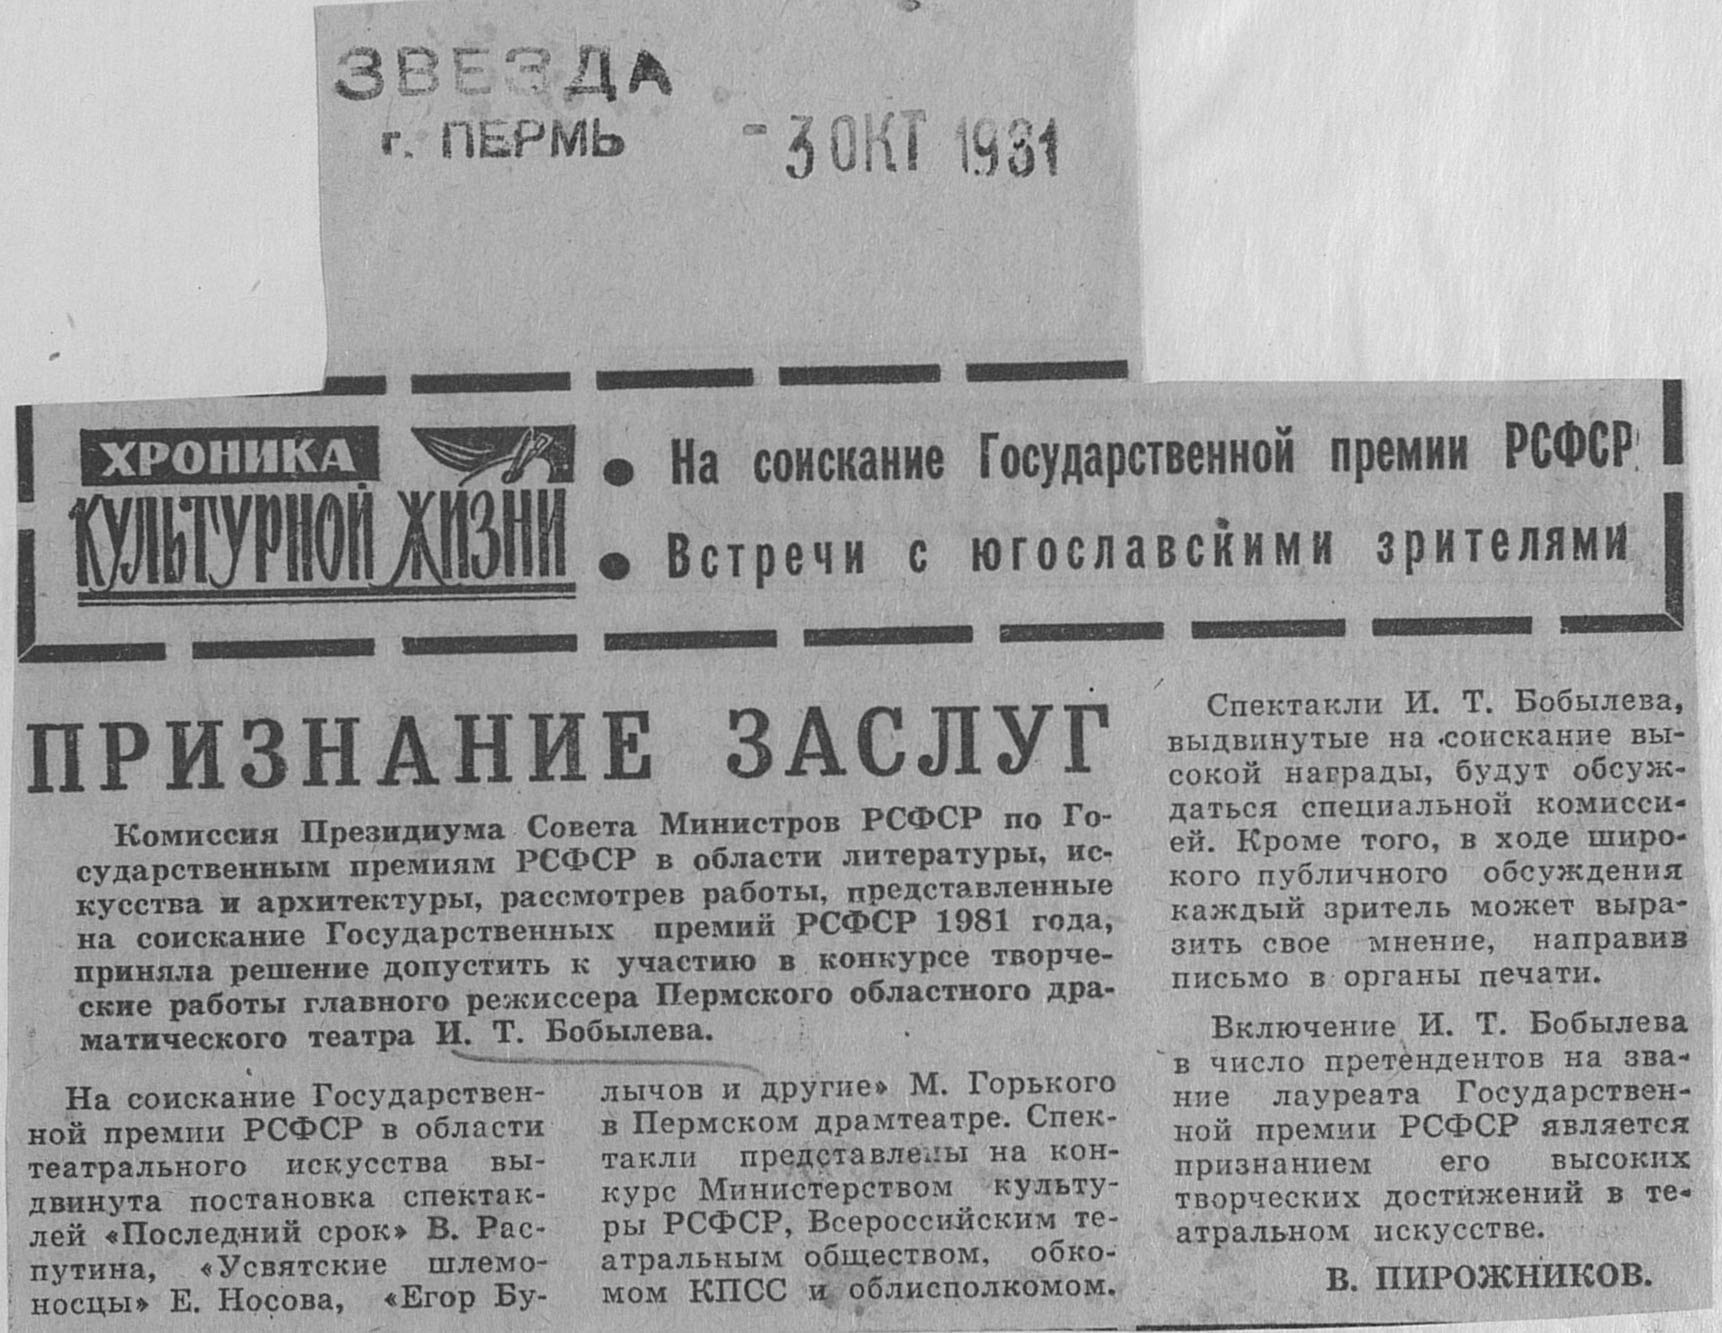 ЗВЕЗДА
г. ПЕРМЬ
- 3 ОКТ 1981
ХРОНИКА
КУЛЬТУРНОЙ ЖИЗНИ
● На соискание Государственной премии РСФСР
● Встречи с югославскими зрителями
ПРИЗНАНИЕ ЗАСЛУГ
Комиссия Президиума Совета Министров РСФСР по Го-
сударственным премиям РСФСР в области литературы, ис-
кусства и архитектуры, рассмотрев работы, представленные
на соискание Государственных премий РСФСР 1981 года,
приняла решение допустить к участию в конкурсе творче-
ские работы главного режиссера Пермского областного дра-
матического театра И. Т. Бобылева.
На соискание Государствен-
ной премии РСФСР в области
театрального искусства вы-
двинута постановка спектак-
лей «Последний срок» В. Рас-
путина, «Усвятские шлемо-
носцы» Е. Носова, «Егор Бу-
лычов и другие» М. Горького
в Пермском драмтеатре. Спек-
такли представлены на кон-
курс Министерством культу-
ры РСФСР, Всероссийским те-
атральным обществом, обко-
мом КПСС и облисполкомом.
Спектакли И. Т. Бобылева,
выдвинутые на соискание вы-
сокой награды, будут обсуж-
даться специальной комисси-
ей. Кроме того, в ходе широ-
кого публичного обсуждения
каждый зритель может выра-
зить свое мнение, направив
письмо в органы печати.
Включение И. Т. Бобылева
в число претендентов на зва-
ние лауреата Государствен-
ной премии РСФСР является
признанием его высоких
творческих достижений в те-
атральном искусстве.
В. ПИРОЖНИКОВ.